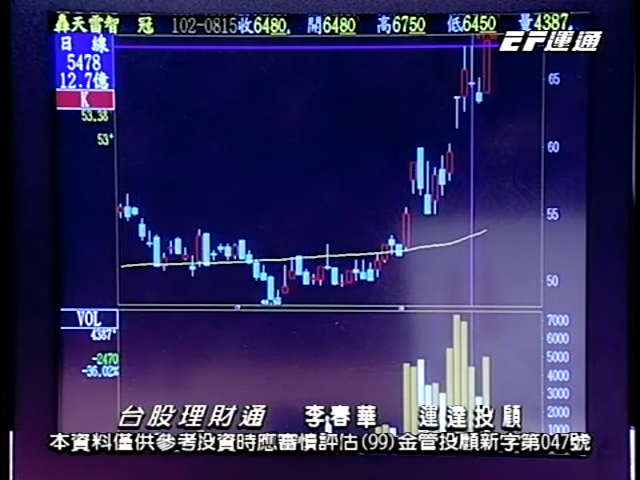 轟天雷智 冠 102-0815收6480. 開6480 高6750 低6450 量4387.
EF運通
日 線
5478
12.7億
K
53.38
53
65
60
55
50
VOL
4387
-2470
-36.02%
7000
6000
5000
4000
3000
2000
1000
台股理財通 李春華 運達投顧
本資料僅供參考投資時應審慎評估(99)金管投顧新字第047號